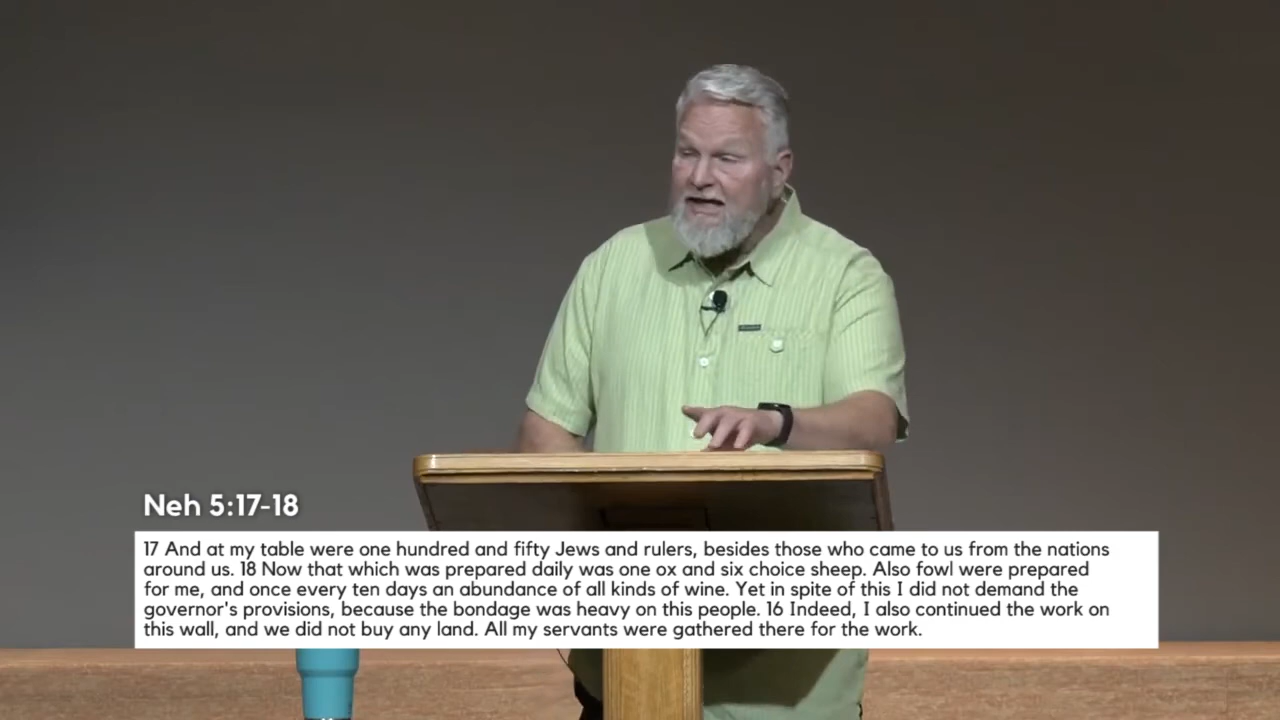 Neh 5:17-18
17 And at my table were one hundred and fifty Jews and rulers, besides those who came to us from the nations
around us. 18 Now that which was prepared daily was one ox and six choice sheep. Also fowl were prepared
for me, and once every ten days an abundance of all kinds of wine. Yet in spite of this I did not demand the
governor's provisions, because the bondage was heavy on this people. 16 Indeed, I also continued the work on
this wall, and we did not buy any land. All my servants were gathered there for the work.